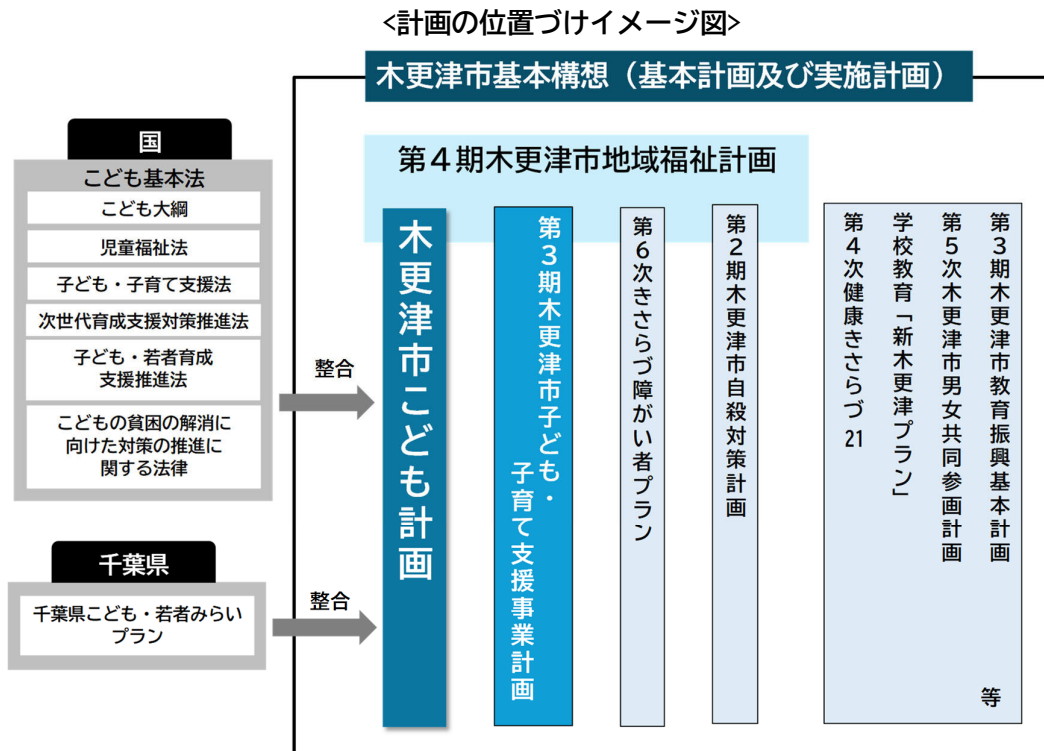 <計画の位置づけイメージ図>
木更津市基本構想（基本計画及び実施計画）
国
こども基本法
こども大綱
児童福祉法
子ども・子育て支援法
次世代育成支援対策推進法
子ども・若者育成
支援推進法
こどもの貧困の解消に
向けた対策の推進に
関する法律
整合
千葉県
千葉県こども・若者みらい
プラン
整合
第４期木更津市地域福祉計画
木更津市こども計画
第３期木更津市子ども・
子育て支援事業計画
第６次きさらづ障がい者プラン
第２期木更津市自殺対策計画
第３期木更津市教育振興基本計画
第５次木更津市男女共同参画計画
学校教育「新木更津プラン」
第４次健康きさらづ21
等